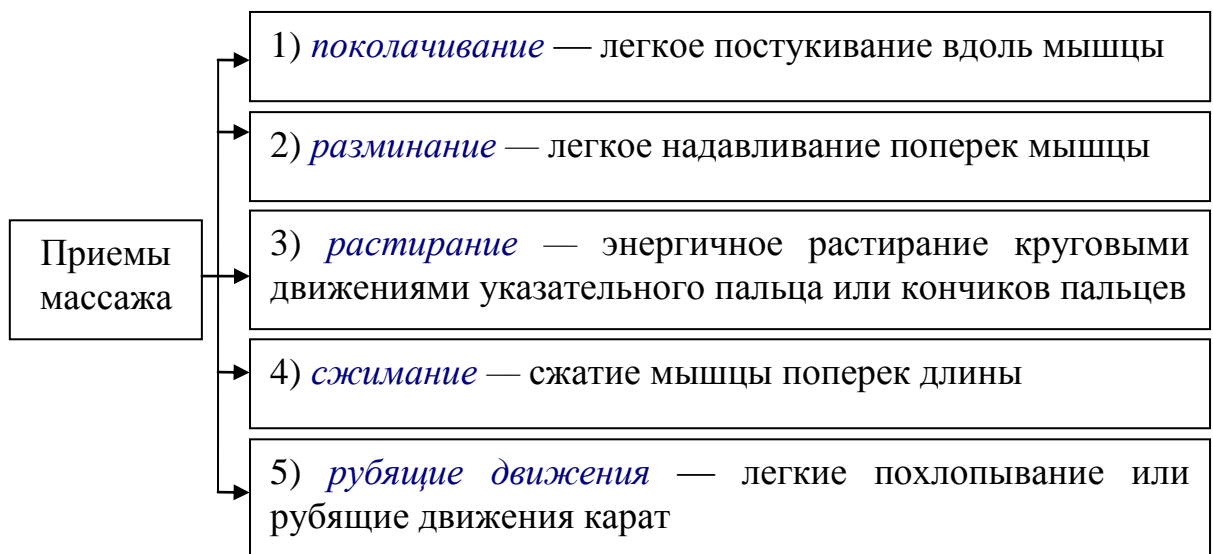 1) поколачивание — легкое постукивание вдоль мышцы
2) разминание — легкое надавливание поперек мышцы
Приемы
массажа
3) растирание — энергичное растирание круговыми
движениями указательного пальца или кончиков пальцев
4) сжимание — сжатие мышцы поперек длины
5) рубящие движения — легкие похлопывание или
рубящие движения карат